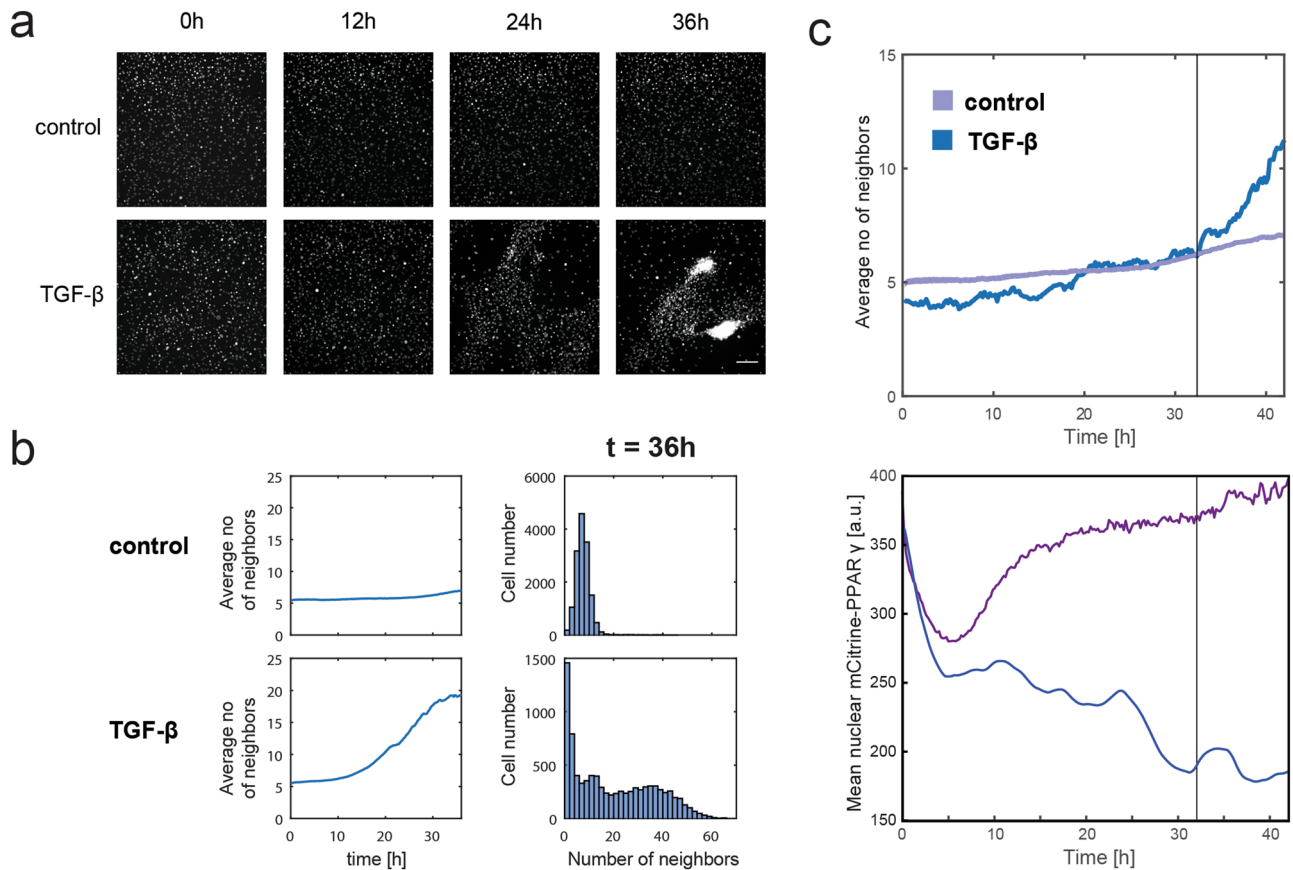 a
0h 12h 24h 36h
control
TGF-β
b
t = 36h
control
Average no
of neighbors
25
20
15
10
5
0
Cell number
6000
4000
2000
0
TGF-β
Average no
of neighbors
25
20
15
10
5
0
0 10 20 30
time [h]
Cell number
1500
1000
500
0
0 20 40 60
Number of neighbors
c
Average no of neighbors
15
10
5
0
control
TGF-β
0 10 20 30 40
Time [h]
Mean nuclear mCitrine-PPAR γ [a.u.]
400
350
300
250
200
150
0 10 20 30 40
Time [h]